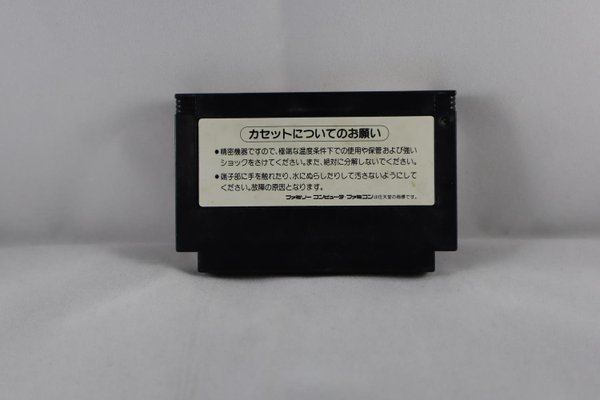 カセットについてのお願い
●精密機器ですので、極端な温度条件下での使用や保管および強い
ショックをさけてください。また、絶対に分解しないでください。
●端子部に手を触れたり、水にぬらしたりして汚さないようにして
ください。故障の原因となります。
ファミリーコンピュータ・ファミコンは任天堂の商標です。